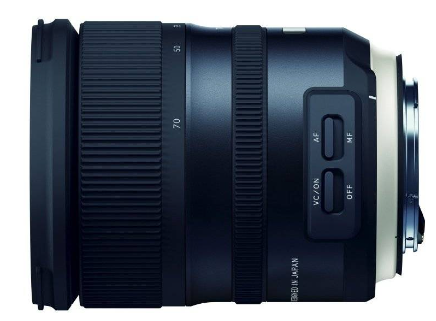 50
70
AF MF
VC/ON OFF
IN JAPAN